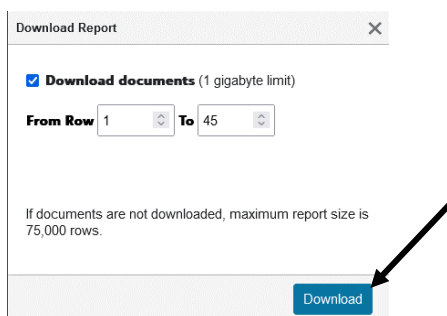 Download Report
Download documents (1 gigabyte limit)
From Row 1 To 45
If documents are not downloaded, maximum report size is
75,000 rows.
Download